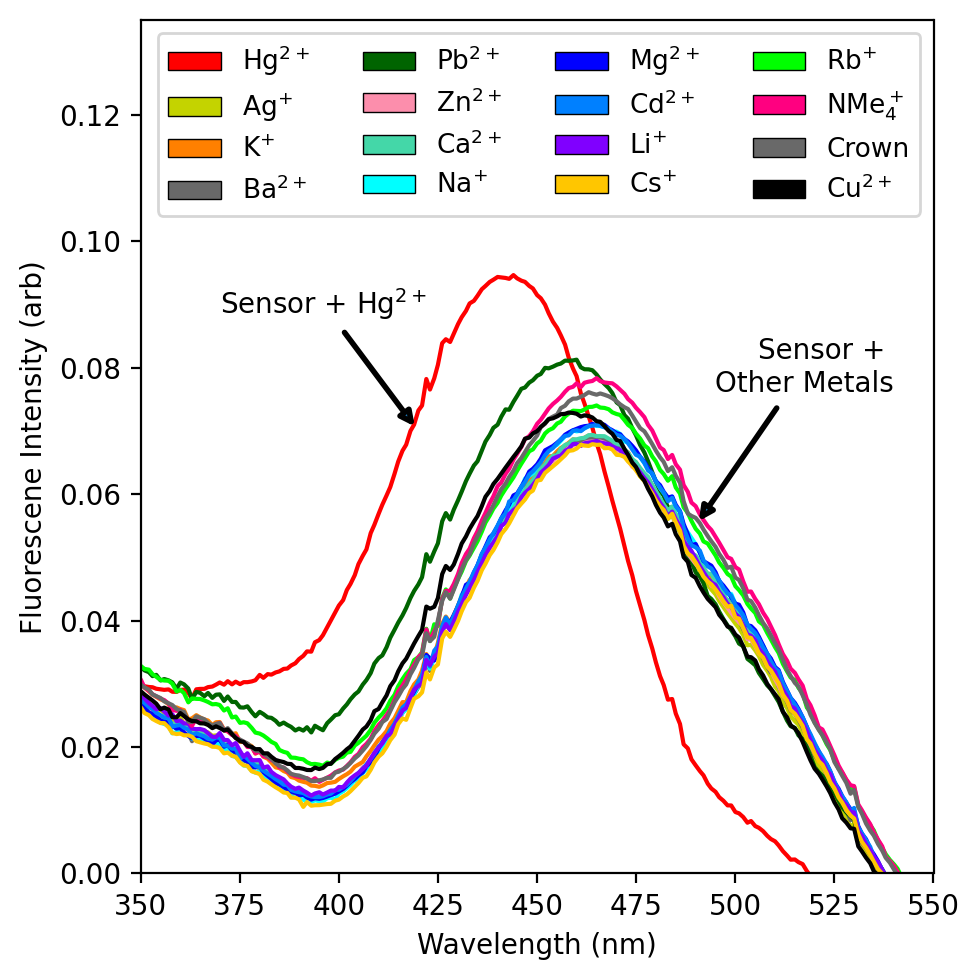 Hg²⁺ Pb²⁺ Mg²⁺ Rb⁺
Ag⁺ Zn²⁺ Cd²⁺ NMe₄⁺
K⁺ Ca²⁺ Li⁺ Crown
Ba²⁺ Na⁺ Cs⁺ Cu²⁺
Sensor + Hg²⁺
Sensor +
Other Metals
Fluorescene Intensity (arb)
0.12
0.10
0.08
0.06
0.04
0.02
0.00
350 375 400 425 450 475 500 525 550
Wavelength (nm)